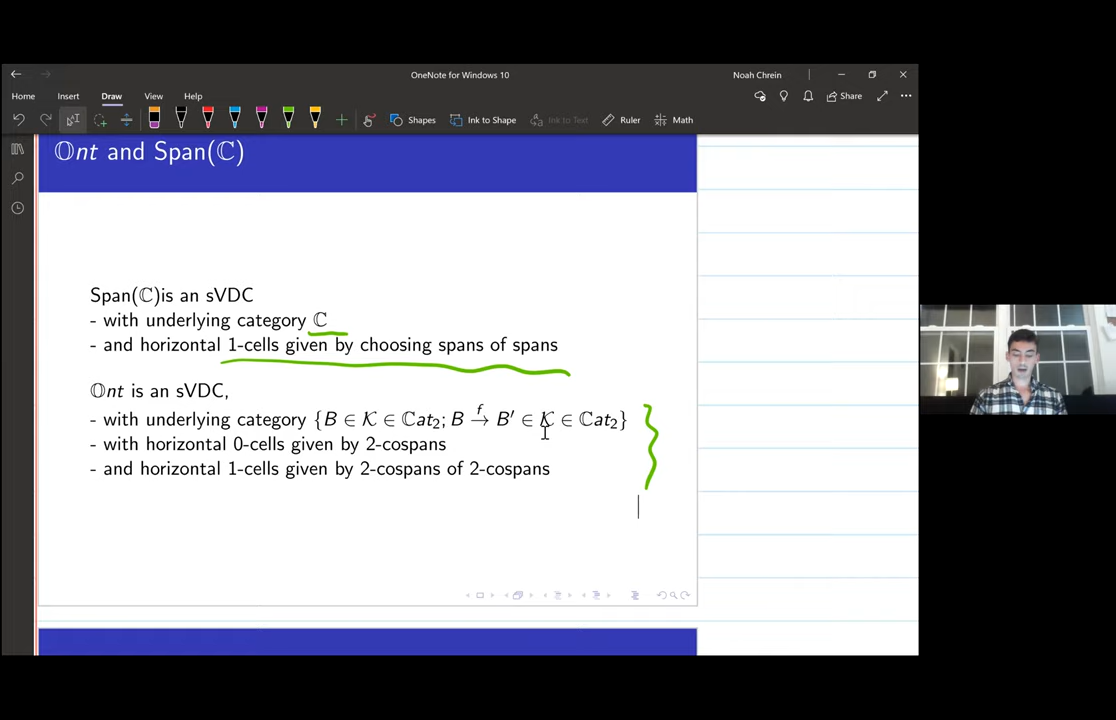 OneNote for Windows 10
Noah Chrein
Home Insert Draw View Help
Share
Shapes Ink to Shape Ink to Text Ruler Math
𝕆nt and Span(ℂ)
Span(ℂ)is an sVDC
- with underlying category ℂ
- and horizontal 1-cells given by choosing spans of spans
𝕆nt is an sVDC,
- with underlying category {B ∈ 𝒦 ∈ ℂat₂; B →^f B′ ∈ 𝒦 ∈ ℂat₂}
- with horizontal 0-cells given by 2-cospans
- and horizontal 1-cells given by 2-cospans of 2-cospans